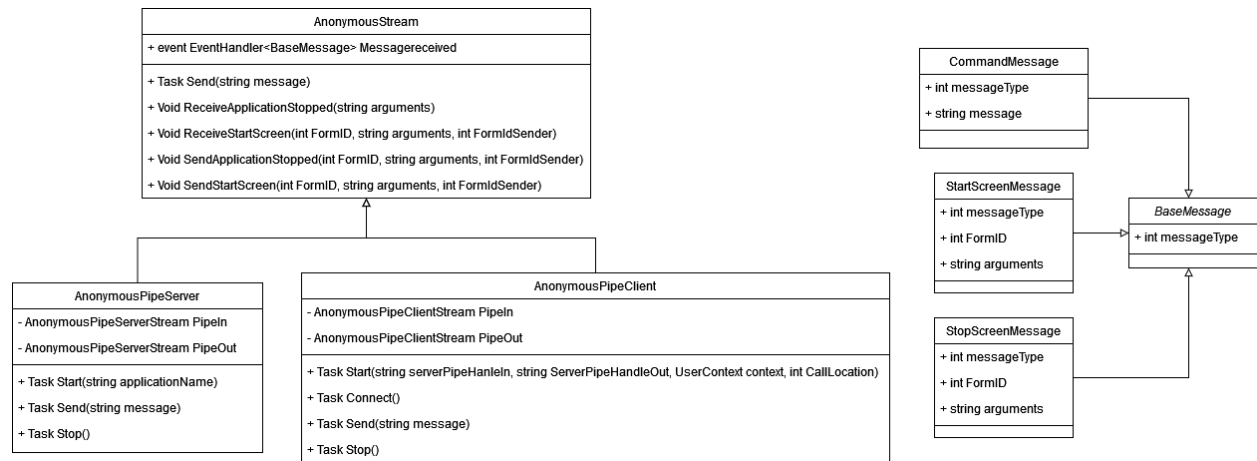 AnonymousStream
+ event EventHandler<BaseMessage> Messagereceived
+ Task Send(string message)
+ Void ReceiveApplicationStopped(string arguments)
+ Void ReceiveStartScreen(int FormID, string arguments, int FormIdSender)
+ Void SendApplicationStopped(int FormID, string arguments, int FormIdSender)
+ Void SendStartScreen(int FormID, string arguments, int FormIdSender)
AnonymousPipeServer
- AnonymousPipeServerStream PipeIn
- AnonymousPipeServerStream PipeOut
+ Task Start(string applicationName)
+ Task Send(string message)
+ Task Stop()
AnonymousPipeClient
- AnonymousPipeClientStream PipeIn
- AnonymousPipeClientStream PipeOut
+ Task Start(string serverPipeHanleIn, string ServerPipeHandleOut, UserContext context, int CallLocation)
+ Task Connect()
+ Task Send(string message)
+ Task Stop()
CommandMessage
+ int messageType
+ string message
StartScreenMessage
+ int messageType
+ int FormID
+ string arguments
BaseMessage
+ int messageType
StopScreenMessage
+ int messageType
+ int FormID
+ string arguments